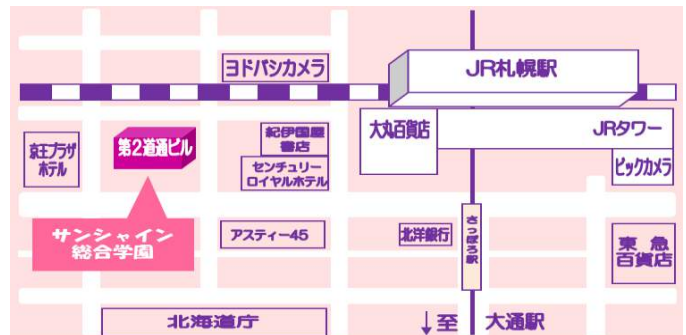 ヨドバシカメラ
JR札幌駅
京王プラザ
ホテル
第2道通ビル
紀伊國屋
書店
センチュリー
ロイヤルホテル
大丸百貨店
JRタワー
ビックカメラ
サンシャイン
総合学園
アスティー45
北洋銀行
さっぽろ駅
東急
百貨店
北海道庁
↓至 大通駅